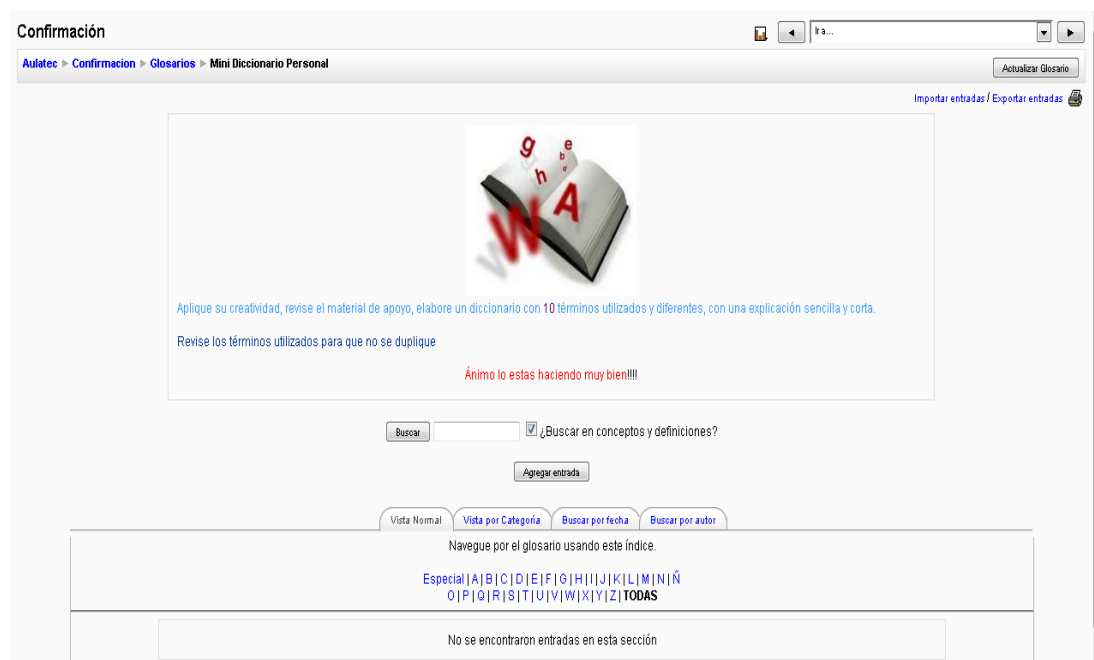 Confirmación
Ir a...
Aulatec ► Confirmacion ► Glosarios ► Mini Diccionario Personal
Actualizar Glosario
Importar entradas / Exportar entradas
g e
b
g h er
W A
W
Aplique su creatividad, revise el material de apoyo, elabore un diccionario con 10 términos utilizados y diferentes, con una explicación sencilla y corta.
Revise los términos utilizados para que no se duplique
Ánimo lo estas haciendo muy bien!!!!
Buscar
¿Buscar en conceptos y definiciones?
Agregar entrada
Vista Normal Vista por Categoría Buscar por fecha Buscar por autor
Navegue por el glosario usando este índice.
Especial | A | B | C | D | E | F | G | H | I | J | K | L | M | N | Ñ
O | P | Q | R | S | T | U | V | W | X | Y | Z | TODAS
No se encontraron entradas en esta sección